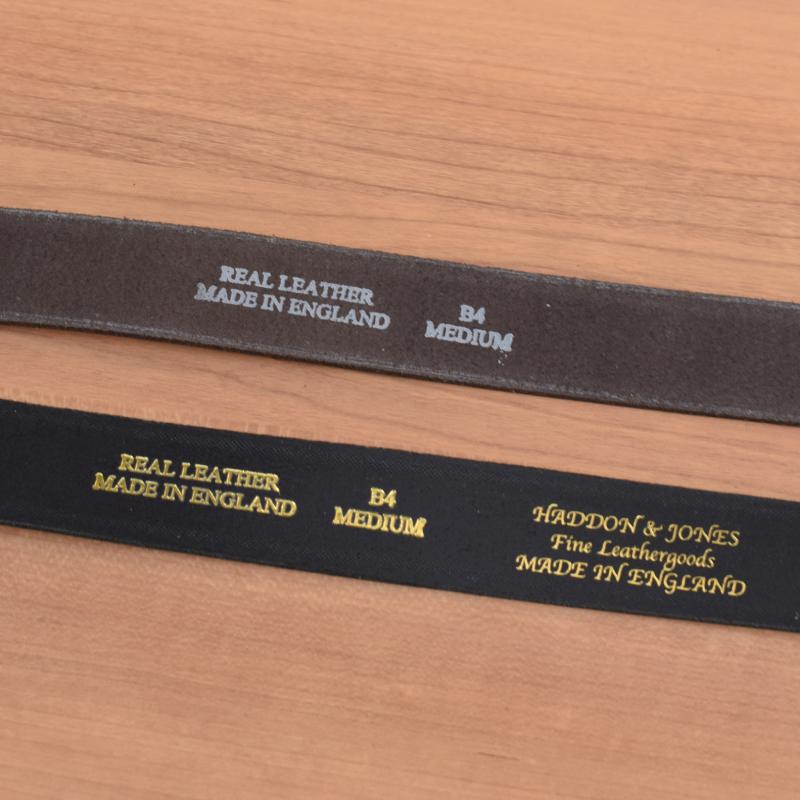 REAL LEATHER
MADE IN ENGLAND
B4
MEDIUM
REAL LEATHER
MADE IN ENGLAND
B4
MEDIUM
HADDON & JONES
Fine Leathergoods
MADE IN ENGLAND